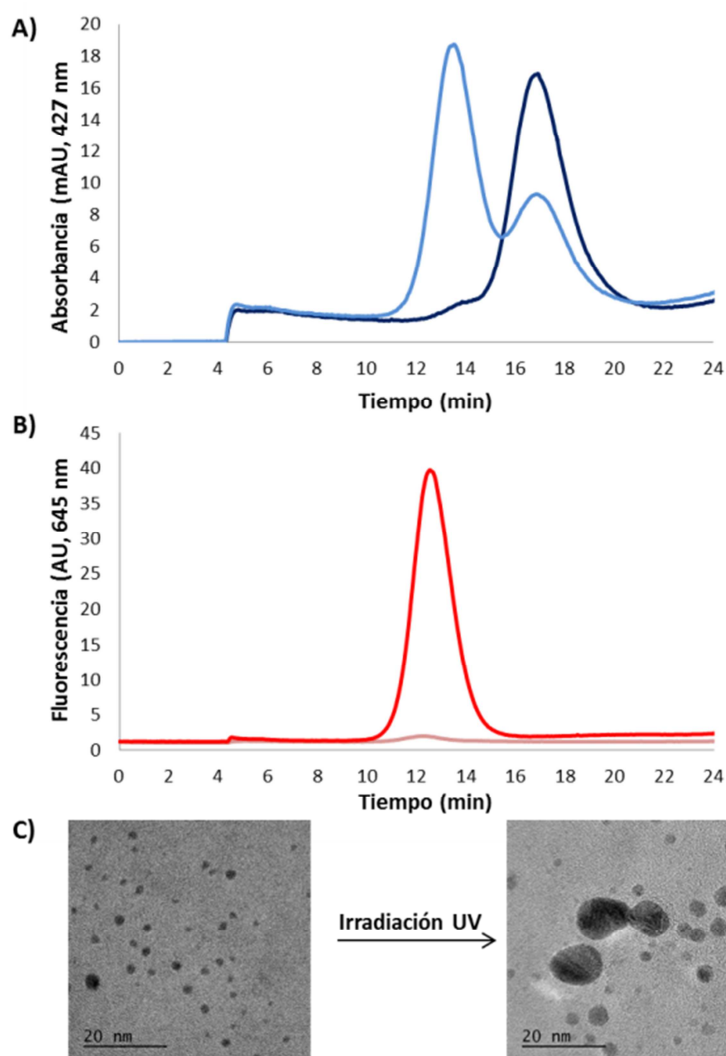 A)
Absorbancia (mAU, 427 nm
20
18
16
14
12
10
8
6
4
2
0
0 2 4 6 8 10 12 14 16 18 20 22 24
Tiempo (min)
B)
Fluorescencia (AU, 645 nm
45
40
35
30
25
20
15
10
5
0
0 2 4 6 8 10 12 14 16 18 20 22 24
Tiempo (min)
C)
Irradiación UV
20 nm
20 nm